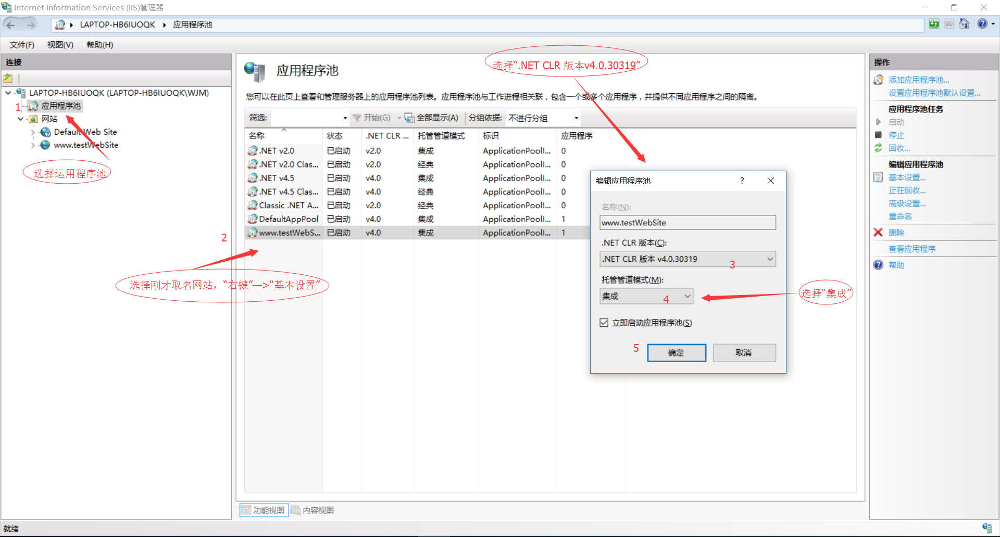 Internet Information Services (IIS)管理器
LAPTOP-HB6IUOQK
应用程序池
文件(F) 视图(V) 帮助(H)
连接
LAPTOP-HB6IUOQK (LAPTOP-HB6IUOQK\WJM)
1
应用程序池
网站
Default Web Site
www.testWebSite
选择运用程序池
应用程序池
选择“.NET CLR 版本v4.0.30319”
您可以在此页上查看和管理服务器上的应用程序池列表。应用程序池与工作进程相关联，包含一个或多个应用程序，并提供不同应用程序之间的隔离。
筛选: 开始(G) 全部显示(A) 分组依据: 不进行分组
名称 状态 .NET CLR ... 托管管道模式 标识 应用程序
.NET v2.0 已启动 v2.0 集成 ApplicationPoolI... 0
.NET v2.0 Clas... 已启动 v2.0 经典 ApplicationPoolI... 0
.NET v4.5 已启动 v4.0 集成 ApplicationPoolI... 0
.NET v4.5 Clas... 已启动 v4.0 经典 ApplicationPoolI... 0
Classic .NET A... 已启动 v2.0 经典 ApplicationPoolI... 0
DefaultAppPool 已启动 v4.0 集成 ApplicationPoolI... 1
www.testWebS... 已启动 v4.0 集成 ApplicationPoolI... 1
2
选择刚才取名网站，“右键”—>“基本设置”
编辑应用程序池
?
名称(N):
www.testWebSite
.NET CLR 版本(C):
.NET CLR 版本 v4.0.30319
3
托管管道模式(M):
集成
4
选择“集成”
立即启动应用程序池(S)
5
确定 取消
操作
添加应用程序池...
设置应用程序池默认设置...
应用程序池任务
启动
停止
回收...
编辑应用程序池
基本设置...
正在回收...
高级设置...
重命名
删除
查看应用程序
帮助
功能视图 内容视图
就绪